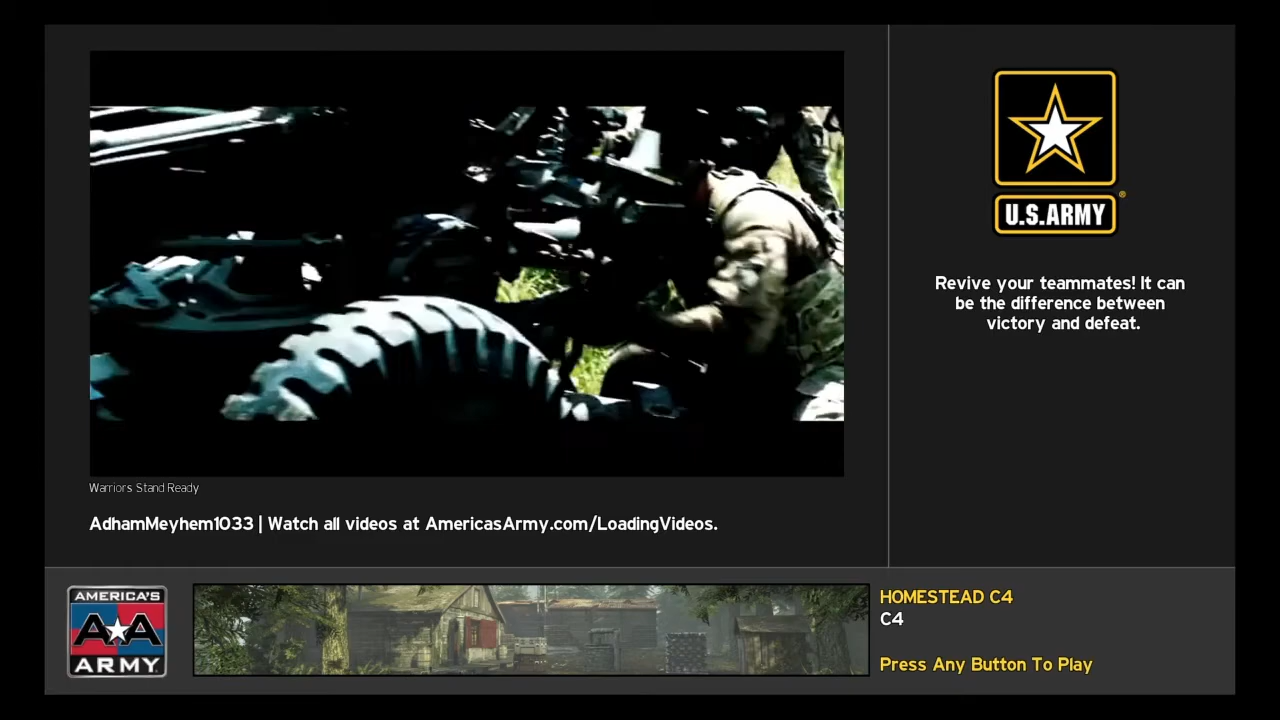 U.S.ARMY
Revive your teammates! It can
be the difference between
victory and defeat.
Warriors Stand Ready
AdhamMeyhem1033 | Watch all videos at AmericasArmy.com/LoadingVideos.
AMERICA'S
AA
ARMY
HOMESTEAD C4
C4
Press Any Button To Play